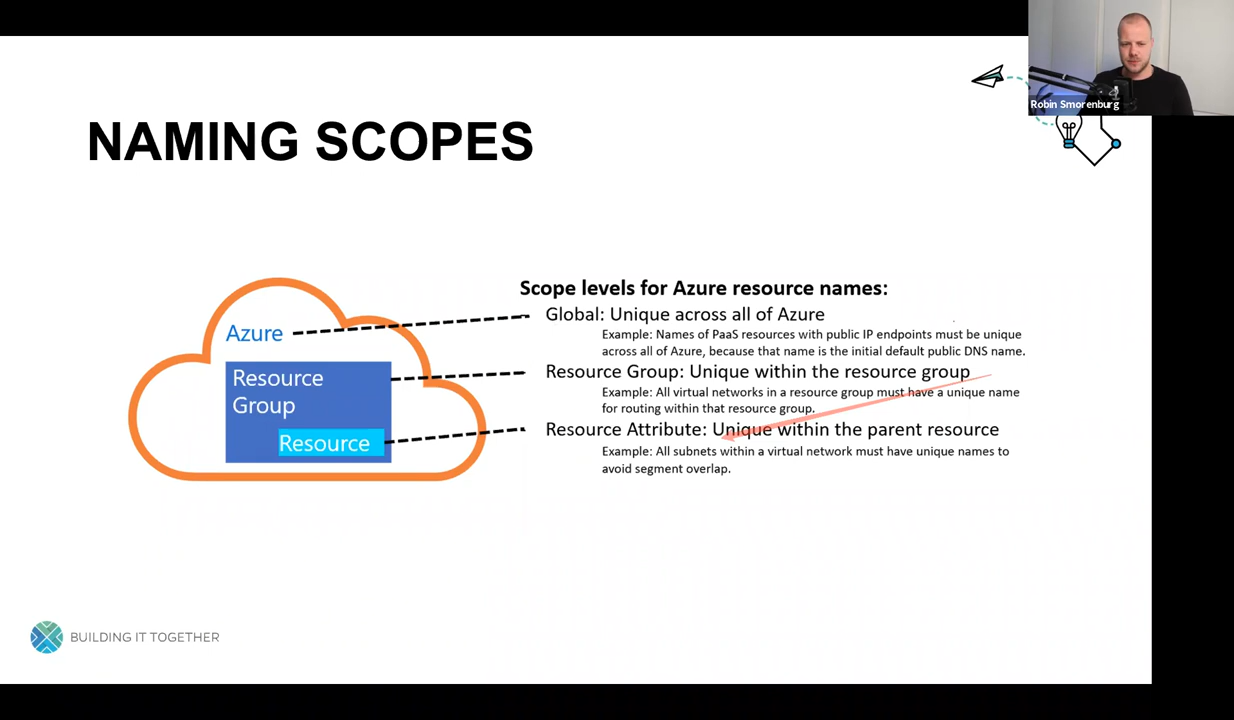 Robin Smorenburg
NAMING SCOPES
Azure
Resource
Group
Resource
Scope levels for Azure resource names:
Global: Unique across all of Azure
Example: Names of PaaS resources with public IP endpoints must be unique
across all of Azure, because that name is the initial default public DNS name.
Resource Group: Unique within the resource group
Example: All virtual networks in a resource group must have a unique name
for routing within that resource group.
Resource Attribute: Unique within the parent resource
Example: All subnets within a virtual network must have unique names to
avoid segment overlap.
BUILDING IT TOGETHER